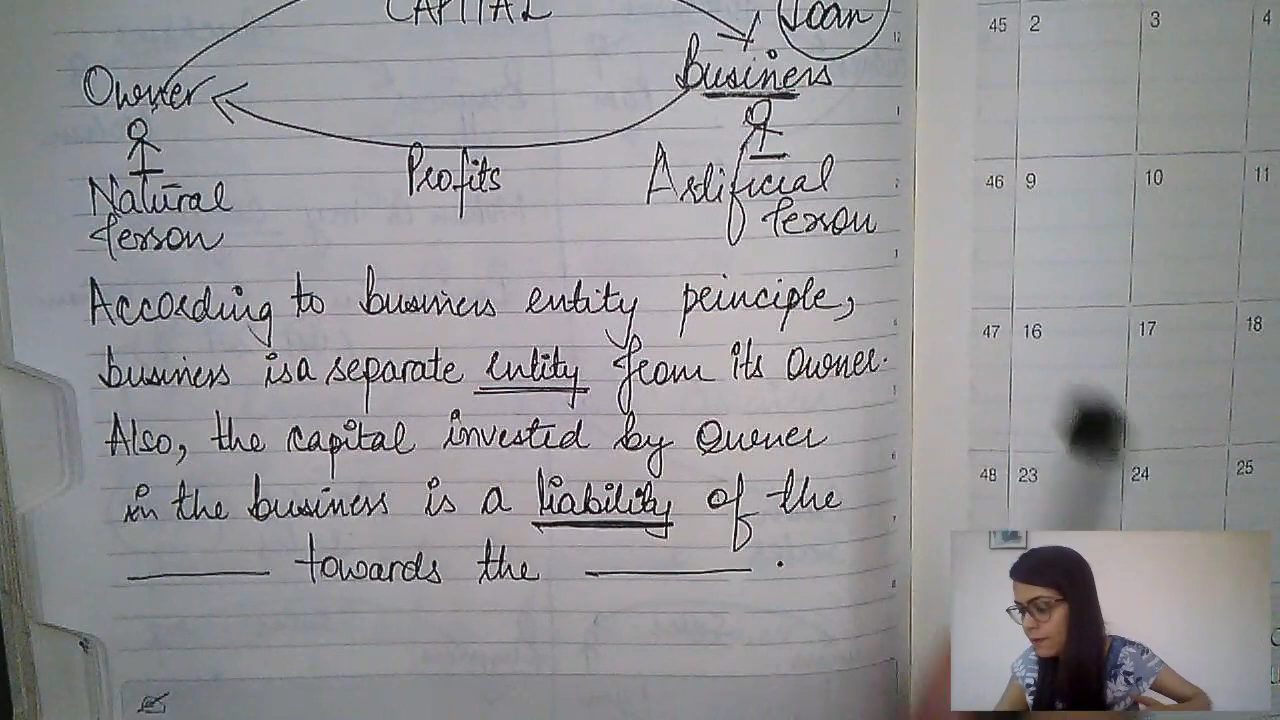 CAPITAL
Loan
Owner
Business
Profits
Natural
Person
Artificial
Person
According to business entity principle,
business is a separate entity from its owner.
Also, the capital invested by Owner
in the business is a liability of the
______ towards the ______.
45 2 3 4
46 9 10 11
47 16 17 18
48 23 24 25